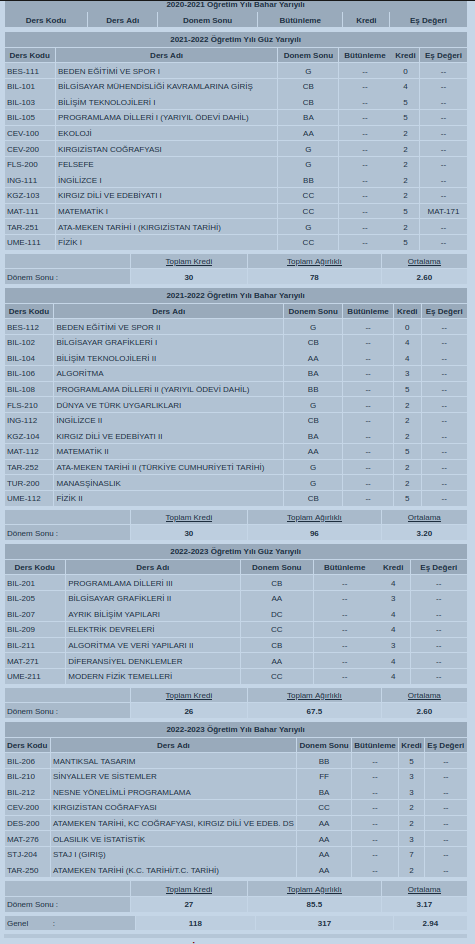 2020-2021 Öğretim Yılı Bahar Yarıyılı
Ders Kodu Ders Adı Donem Sonu Bütünleme Kredi Eş Değeri
2021-2022 Öğretim Yılı Güz Yarıyılı
Ders Kodu Ders Adı Donem Sonu Bütünleme Kredi Eş Değeri
BES-111 BEDEN EĞİTİMİ VE SPOR I G -- 0 --
BIL-101 BİLGİSAYAR MÜHENDİSLİĞİ KAVRAMLARINA GİRİŞ CB -- 4 --
BIL-103 BİLİŞİM TEKNOLOJİLERİ I CB -- 5 --
BIL-105 PROGRAMLAMA DİLLERİ I (YARIYIL ÖDEVİ DAHİL) BA -- 5 --
CEV-100 EKOLOJİ AA -- 2 --
CEV-200 KIRGIZİSTAN COĞRAFYASI G -- 2 --
FLS-200 FELSEFE G -- 2 --
ING-111 İNGİLİZCE I BB -- 2 --
KGZ-103 KIRGIZ DİLİ VE EDEBİYATI I CC -- 2 --
MAT-111 MATEMATİK I CC -- 5 MAT-171
TAR-251 ATA-MEKEN TARİHİ I (KIRGIZİSTAN TARİHİ) G -- 2 --
UME-111 FİZİK I CC -- 5 --
Toplam Kredi Toplam Ağırlıklı Ortalama
Dönem Sonu : 30 78 2.60
2021-2022 Öğretim Yılı Bahar Yarıyılı
Ders Kodu Ders Adı Donem Sonu Bütünleme Kredi Eş Değeri
BES-112 BEDEN EĞİTİMİ VE SPOR II G -- 0 --
BIL-102 BİLGİSAYAR GRAFİKLERİ I CB -- 4 --
BIL-104 BİLİŞİM TEKNOLOJİLERİ II AA -- 4 --
BIL-106 ALGORİTMA BA -- 3 --
BIL-108 PROGRAMLAMA DİLLERİ II (YARIYIL ÖDEVİ DAHİL) BB -- 5 --
FLS-210 DÜNYA VE TÜRK UYGARLIKLARI G -- 2 --
ING-112 İNGİLİZCE II CB -- 2 --
KGZ-104 KIRGIZ DİLİ VE EDEBİYATI II BA -- 2 --
MAT-112 MATEMATİK II AA -- 5 --
TAR-252 ATA-MEKEN TARİHİ II (TÜRKİYE CUMHURİYETİ TARİHİ) G -- 2 --
TUR-200 MANASŞİNASLIK G -- 2 --
UME-112 FİZİK II CB -- 5 --
Toplam Kredi Toplam Ağırlıklı Ortalama
Dönem Sonu : 30 96 3.20
2022-2023 Öğretim Yılı Güz Yarıyılı
Ders Kodu Ders Adı Donem Sonu Bütünleme Kredi Eş Değeri
BIL-201 PROGRAMLAMA DİLLERİ III CB -- 4 --
BIL-205 BİLGİSAYAR GRAFİKLERİ II AA -- 3 --
BIL-207 AYRIK BİLİŞİM YAPILARI DC -- 4 --
BIL-209 ELEKTRİK DEVRELERİ CC -- 4 --
BIL-211 ALGORİTMA VE VERİ YAPILARI II CB -- 3 --
MAT-271 DİFERANSİYEL DENKLEMLER AA -- 4 --
UME-211 MODERN FİZİK TEMELLERİ CC -- 4 --
Toplam Kredi Toplam Ağırlıklı Ortalama
Dönem Sonu : 26 67.5 2.60
2022-2023 Öğretim Yılı Bahar Yarıyılı
Ders Kodu Ders Adı Donem Sonu Bütünleme Kredi Eş Değeri
BIL-206 MANTIKSAL TASARIM BB -- 5 --
BIL-210 SİNYALLER VE SİSTEMLER FF -- 3 --
BIL-212 NESNE YÖNELİMLİ PROGRAMLAMA BA -- 3 --
CEV-200 KIRGIZİSTAN COĞRAFYASI CC -- 2 --
DES-200 ATAMEKEN TARİHİ, KC COĞRAFYASI, KIRGIZ DİLİ VE EDEB. DS AA -- 2 --
MAT-276 OLASILIK VE İSTATİSTİK AA -- 3 --
STJ-204 STAJ I (GIRIŞ) AA -- 7 --
TAR-250 ATAMEKEN TARİHİ (K.C. TARİHİ/T.C. TARİHİ) AA -- 2 --
Toplam Kredi Toplam Ağırlıklı Ortalama
Dönem Sonu : 27 85.5 3.17
Genel : 118 317 2.94